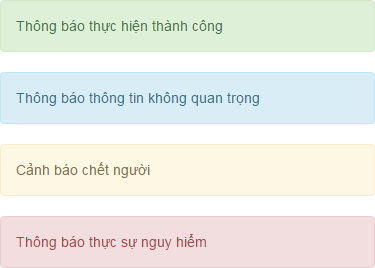 Thông báo thực hiện thành công
Thông báo thông tin không quan trọng
Cảnh báo chết người
Thông báo thực sự nguy hiểm